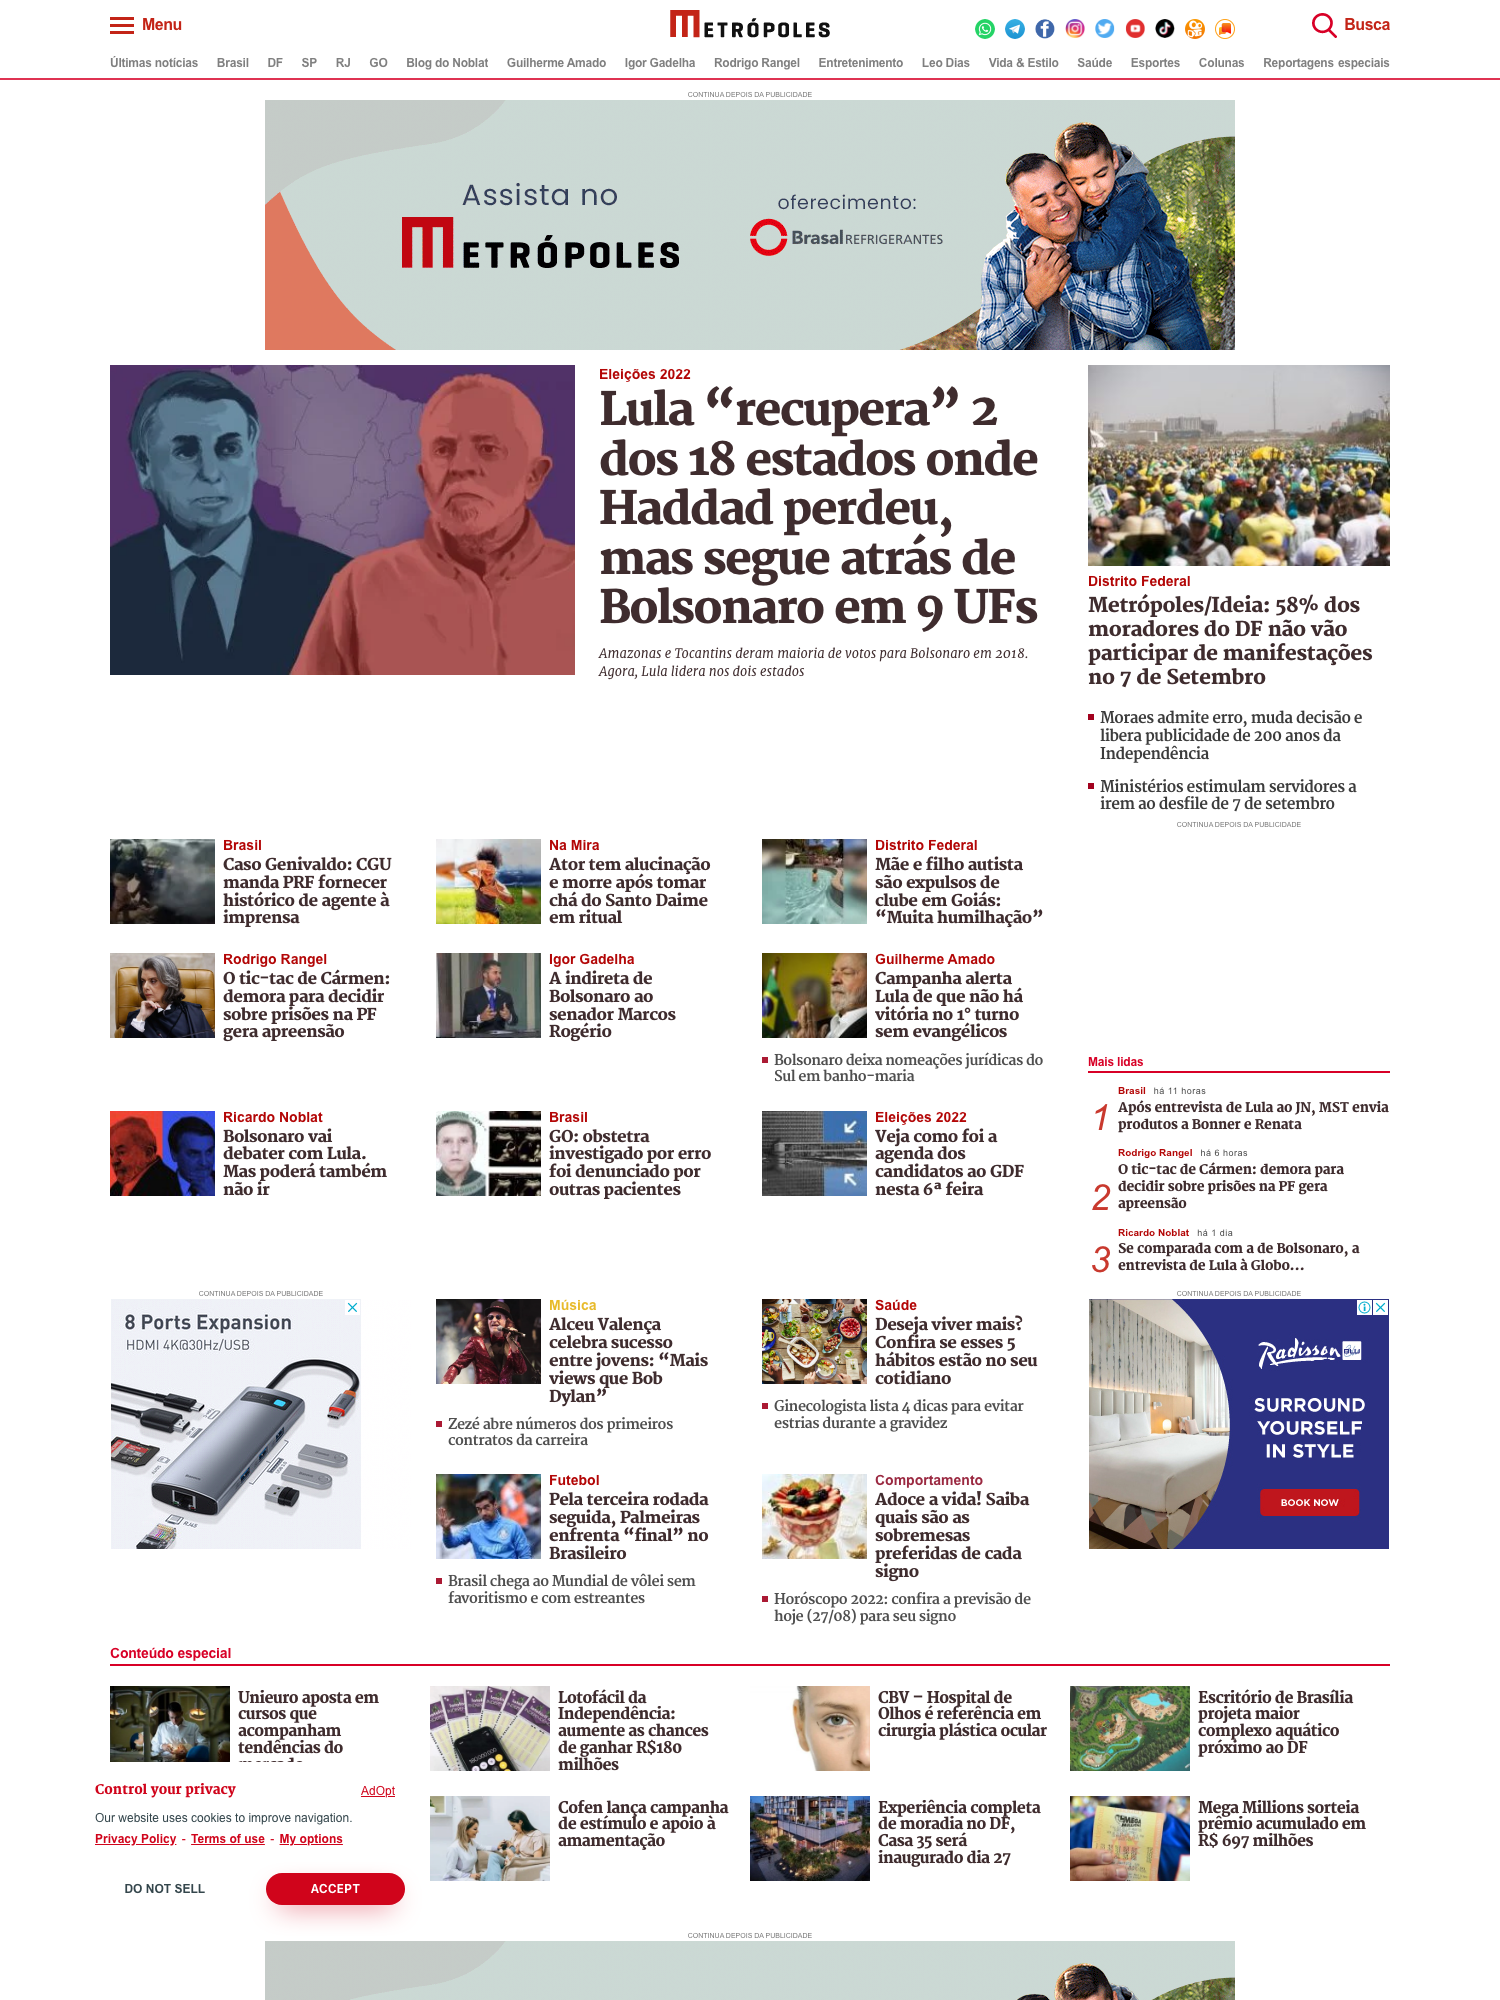 Menu
METRÓPOLES
Busca
Últimas notícias Brasil DF SP RJ GO Blog do Noblat Guilherme Amado Igor Gadelha Rodrigo Rangel Entretenimento Leo Dias Vida & Estilo Saúde Esportes Colunas Reportagens especiais
CONTINUA DEPOIS DA PUBLICIDADE
Assista no
METRÓPOLES
oferecimento:
Brasal REFRIGERANTES
Eleições 2022
Lula “recupera” 2
dos 18 estados onde
Haddad perdeu,
mas segue atrás de
Bolsonaro em 9 UFs
Amazonas e Tocantins deram maioria de votos para Bolsonaro em 2018.
Agora, Lula lidera nos dois estados
Distrito Federal
Metrópoles/Ideia: 58% dos
moradores do DF não vão
participar de manifestações
no 7 de Setembro
Moraes admite erro, muda decisão e
libera publicidade de 200 anos da
Independência
Ministérios estimulam servidores a
irem ao desfile de 7 de setembro
CONTINUA DEPOIS DA PUBLICIDADE
Brasil
Caso Genivaldo: CGU
manda PRF fornecer
histórico de agente à
imprensa
Na Mira
Ator tem alucinação
e morre após tomar
chá do Santo Daime
em ritual
Distrito Federal
Mãe e filho autista
são expulsos de
clube em Goiás:
“Muita humilhação”
Rodrigo Rangel
O tic-tac de Cármen:
demora para decidir
sobre prisões na PF
gera apreensão
Igor Gadelha
A indireta de
Bolsonaro ao
senador Marcos
Rogério
Guilherme Amado
Campanha alerta
Lula de que não há
vitória no 1º turno
sem evangélicos
Bolsonaro deixa nomeações jurídicas do
Sul em banho-maria
Ricardo Noblat
Bolsonaro vai
debater com Lula.
Mas poderá também
não ir
Brasil
GO: obstetra
investigado por erro
foi denunciado por
outras pacientes
Eleições 2022
Veja como foi a
agenda dos
candidatos ao GDF
nesta 6ª feira
Mais lidas
Brasil há 11 horas
1
Após entrevista de Lula ao JN, MST envia
produtos a Bonner e Renata
Rodrigo Rangel há 6 horas
2
O tic-tac de Cármen: demora para
decidir sobre prisões na PF gera
apreensão
Ricardo Noblat há 1 dia
3
Se comparada com a de Bolsonaro, a
entrevista de Lula à Globo…
CONTINUA DEPOIS DA PUBLICIDADE
8 Ports Expansion
HDMI 4K@30Hz/USB
RJ45
Música
Alceu Valença
celebra sucesso
entre jovens: “Mais
views que Bob
Dylan”
Zezé abre números dos primeiros
contratos da carreira
Saúde
Deseja viver mais?
Confira se esses 5
hábitos estão no seu
cotidiano
Ginecologista lista 4 dicas para evitar
estrias durante a gravidez
CONTINUA DEPOIS DA PUBLICIDADE
Radisson
BLU
SURROUND
YOURSELF
IN STYLE
BOOK NOW
Futebol
Pela terceira rodada
seguida, Palmeiras
enfrenta “final” no
Brasileiro
Brasil chega ao Mundial de vôlei sem
favoritismo e com estreantes
Comportamento
Adoce a vida! Saiba
quais são as
sobremesas
preferidas de cada
signo
Horóscopo 2022: confira a previsão de
hoje (27/08) para seu signo
Conteúdo especial
Unieuro aposta em
cursos que
acompanham
tendências do
Lotofácil da
Independência:
aumente as chances
de ganhar R$180
milhões
CBV – Hospital de
Olhos é referência em
cirurgia plástica ocular
Escritório de Brasília
projeta maior
complexo aquático
próximo ao DF
Control your privacy
AdOpt
Our website uses cookies to improve navigation.
Privacy Policy - Terms of use - My options
DO NOT SELL
ACCEPT
Cofen lança campanha
de estímulo e apoio à
amamentação
Experiência completa
de moradia no DF,
Casa 35 será
inaugurado dia 27
Mega Millions sorteia
prêmio acumulado em
R$ 697 milhões
CONTINUA DEPOIS DA PUBLICIDADE